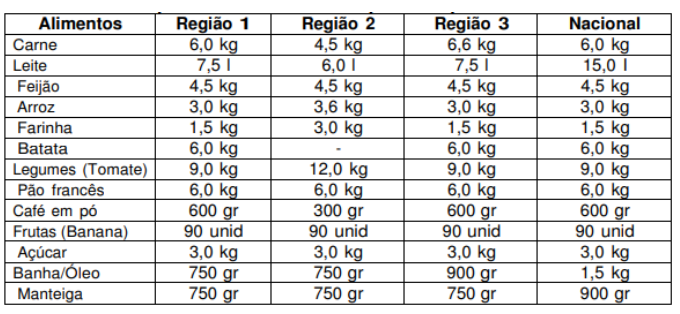 Alimentos Região 1 Região 2 Região 3 Nacional
Carne 6,0 kg 4,5 kg 6,6 kg 6,0 kg
Leite 7,5 l 6,0 l 7,5 l 15,0 l
Feijão 4,5 kg 4,5 kg 4,5 kg 4,5 kg
Arroz 3,0 kg 3,6 kg 3,0 kg 3,0 kg
Farinha 1,5 kg 3,0 kg 1,5 kg 1,5 kg
Batata 6,0 kg - 6,0 kg 6,0 kg
Legumes (Tomate) 9,0 kg 12,0 kg 9,0 kg 9,0 kg
Pão francês 6,0 kg 6,0 kg 6,0 kg 6,0 kg
Café em pó 600 gr 300 gr 600 gr 600 gr
Frutas (Banana) 90 unid 90 unid 90 unid 90 unid
Açúcar 3,0 kg 3,0 kg 3,0 kg 3,0 kg
Banha/Óleo 750 gr 750 gr 900 gr 1,5 kg
Manteiga 750 gr 750 gr 750 gr 900 gr